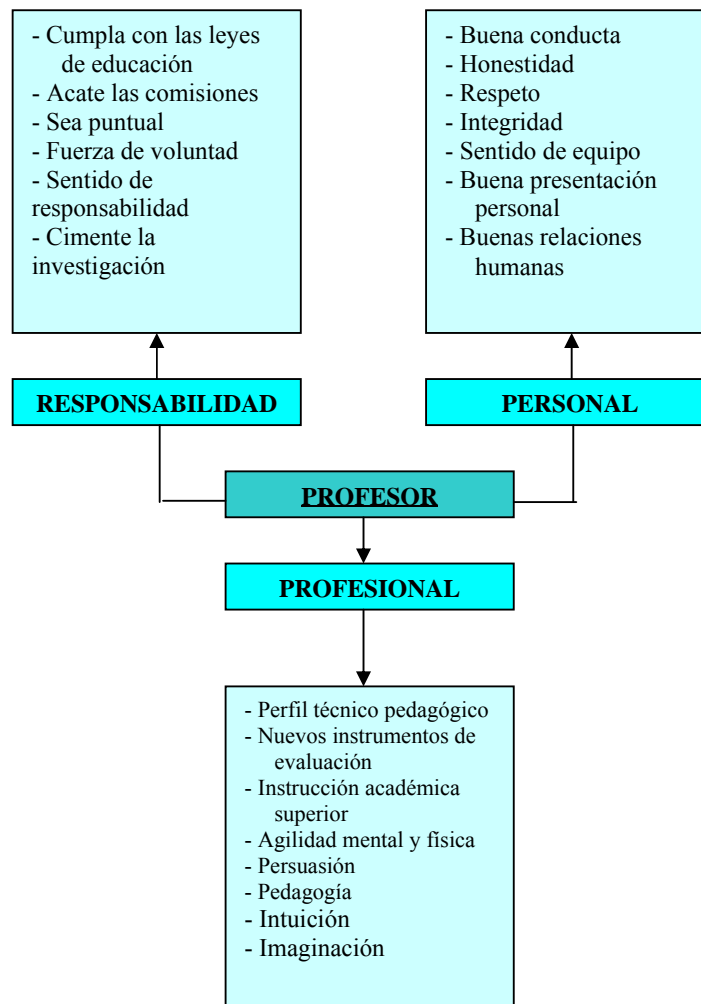 - Cumpla con las leyes
de educación
- Acate las comisiones
- Sea puntual
- Fuerza de voluntad
- Sentido de
responsabilidad
- Cimente la
investigación
- Buena conducta
- Honestidad
- Respeto
- Integridad
- Sentido de equipo
- Buena presentación
personal
- Buenas relaciones
humanas
RESPONSABILIDAD
PERSONAL
PROFESOR
PROFESIONAL
- Perfil técnico pedagógico
- Nuevos instrumentos de
evaluación
- Instrucción académica
superior
- Agilidad mental y física
- Persuasión
- Pedagogía
- Intuición
- Imaginación